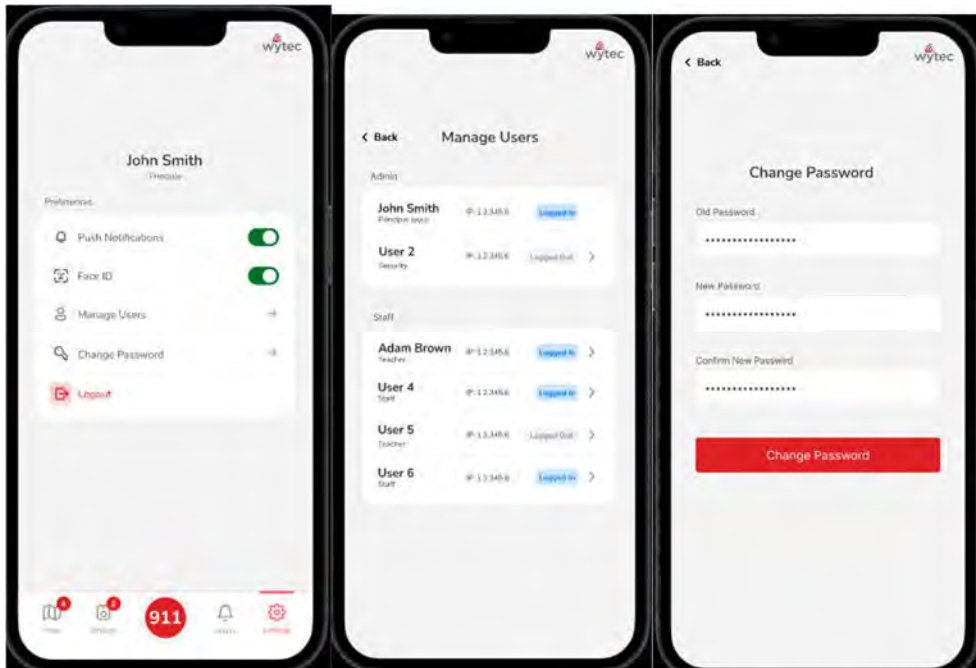 wytec
John Smith
Principal
Preferences
Push Notifications
Face ID
Manage Users
Change Password
Logout
911
Settings
wytec
Back
Manage Users
Admin
John Smith Logged In
User 2 Logged Out
Security
Staff
Adam Brown Logged In
Teacher
User 4 Logged In
Staff
User 5 Logged Out
Teacher
User 6 Logged In
Staff
Back
wytec
Change Password
Old Password
New Password
Confirm New Password
Change Password